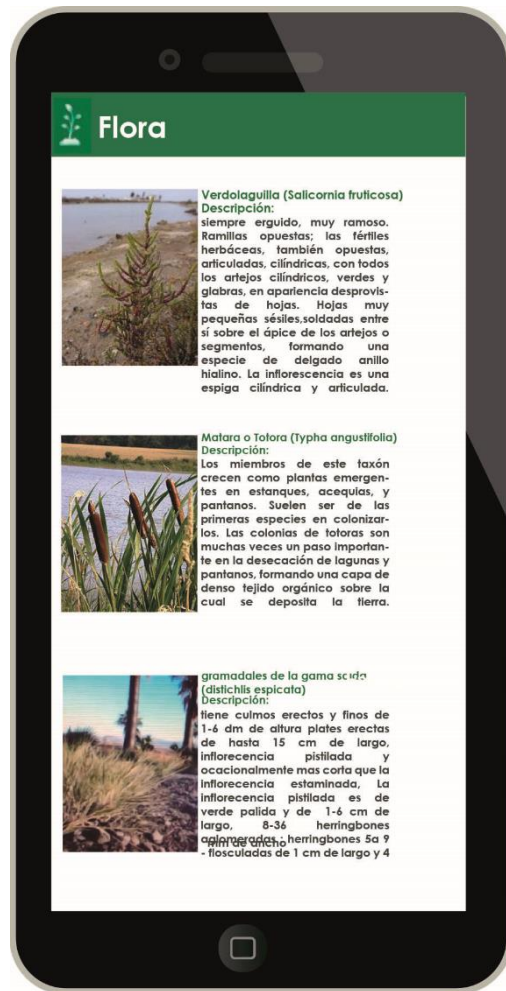 Flora
Verdolaguilla (Salicornia fruticosa)
Descripción:
siempre erguido, muy ramoso.
Ramillas opuestas; las fértiles
herbáceas, también opuestas,
articuladas, cilíndricas, con todos
los artejos cilíndricos, verdes y
glabras, en apariencia desprovis-
tas de hojas. Hojas muy
pequeñas sésiles,soldadas entre
sí sobre el ápice de los artejos o
segmentos, formando una
especie de delgado anillo
hialino. La inflorescencia es una
espiga cilíndrica y articulada.
Matara o Totora (Typha angustifolia)
Descripción:
Los miembros de este taxón
crecen como plantas emergen-
tes en estanques, acequias, y
pantanos. Suelen ser de las
primeras especies en colonizar-
los. Las colonias de totoras son
muchas veces un paso importan-
te en la desecación de lagunas y
pantanos, formando una capa de
denso tejido orgánico sobre la
cual se deposita la tierra.
gramadales de la gama
(distichlis espicata)
Descripción:
tiene culmos erectos y finos de
1-6 dm de altura plates erectas
de hasta 15 cm de largo,
inflorecencia pistilada y
ocacionalmente mas corta que la
inflorecencia estaminada, La
inflorecencia pistilada es de
verde palida y de 1-6 cm de
largo, 8-36 herringbones
aglomeradas ; herringbones 5a 9
mm de ancho
- flosculadas de 1 cm de largo y 4